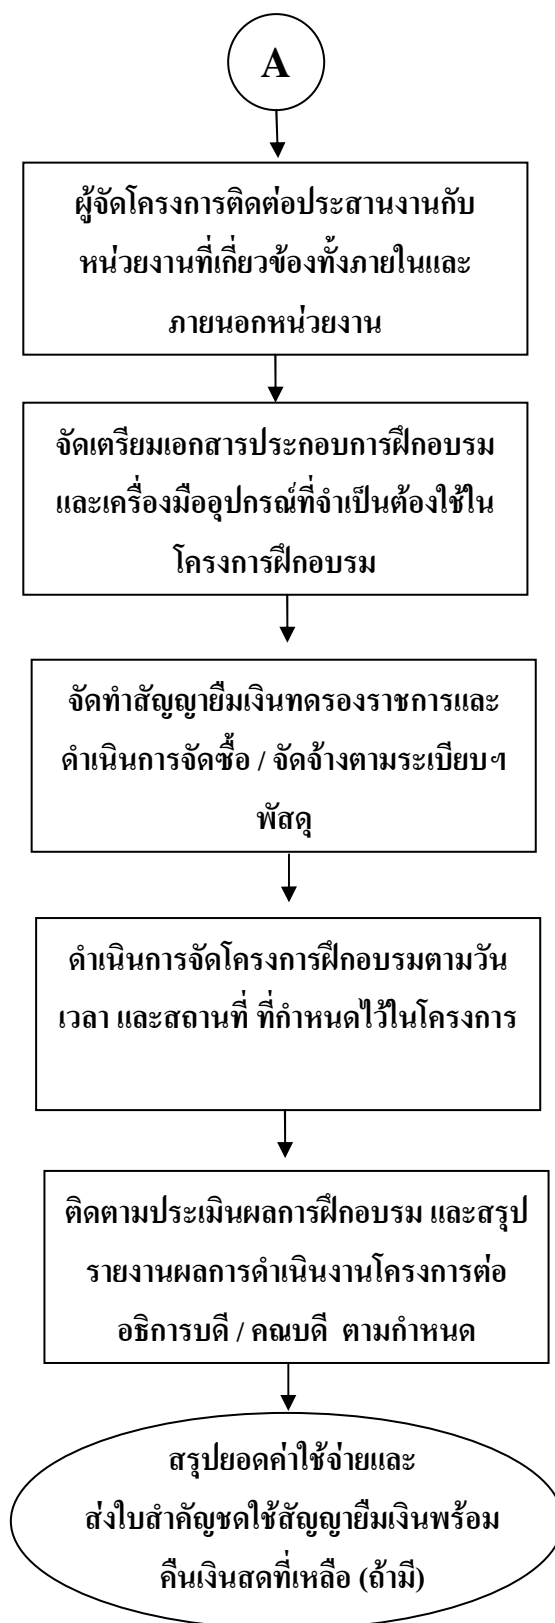 A
ผู้จัดโครงการติดต่อประสานงานกับ
หน่วยงานที่เกี่ยวข้องทั้งภายในและ
ภายนอกหน่วยงาน
จัดเตรียมเอกสารประกอบการฝึกอบรม
และเครื่องมืออุปกรณ์ที่จำเป็นต้องใช้ใน
โครงการฝึกอบรม
จัดทำสัญญายืมเงินทดรองราชการและ
ดำเนินการจัดซื้อ / จัดจ้างตามระเบียบฯ
พัสดุ
ดำเนินการจัดโครงการฝึกอบรมตามวัน
เวลา และสถานที่ ที่กำหนดไว้ในโครงการ
ติดตามประเมินผลการฝึกอบรม และสรุป
รายงานผลการดำเนินงานโครงการต่อ
อธิการบดี / คณบดี ตามกำหนด
สรุปยอดค่าใช้จ่ายและ
ส่งใบสำคัญชดใช้สัญญายืมเงินพร้อม
คืนเงินสดที่เหลือ (ถ้ามี)